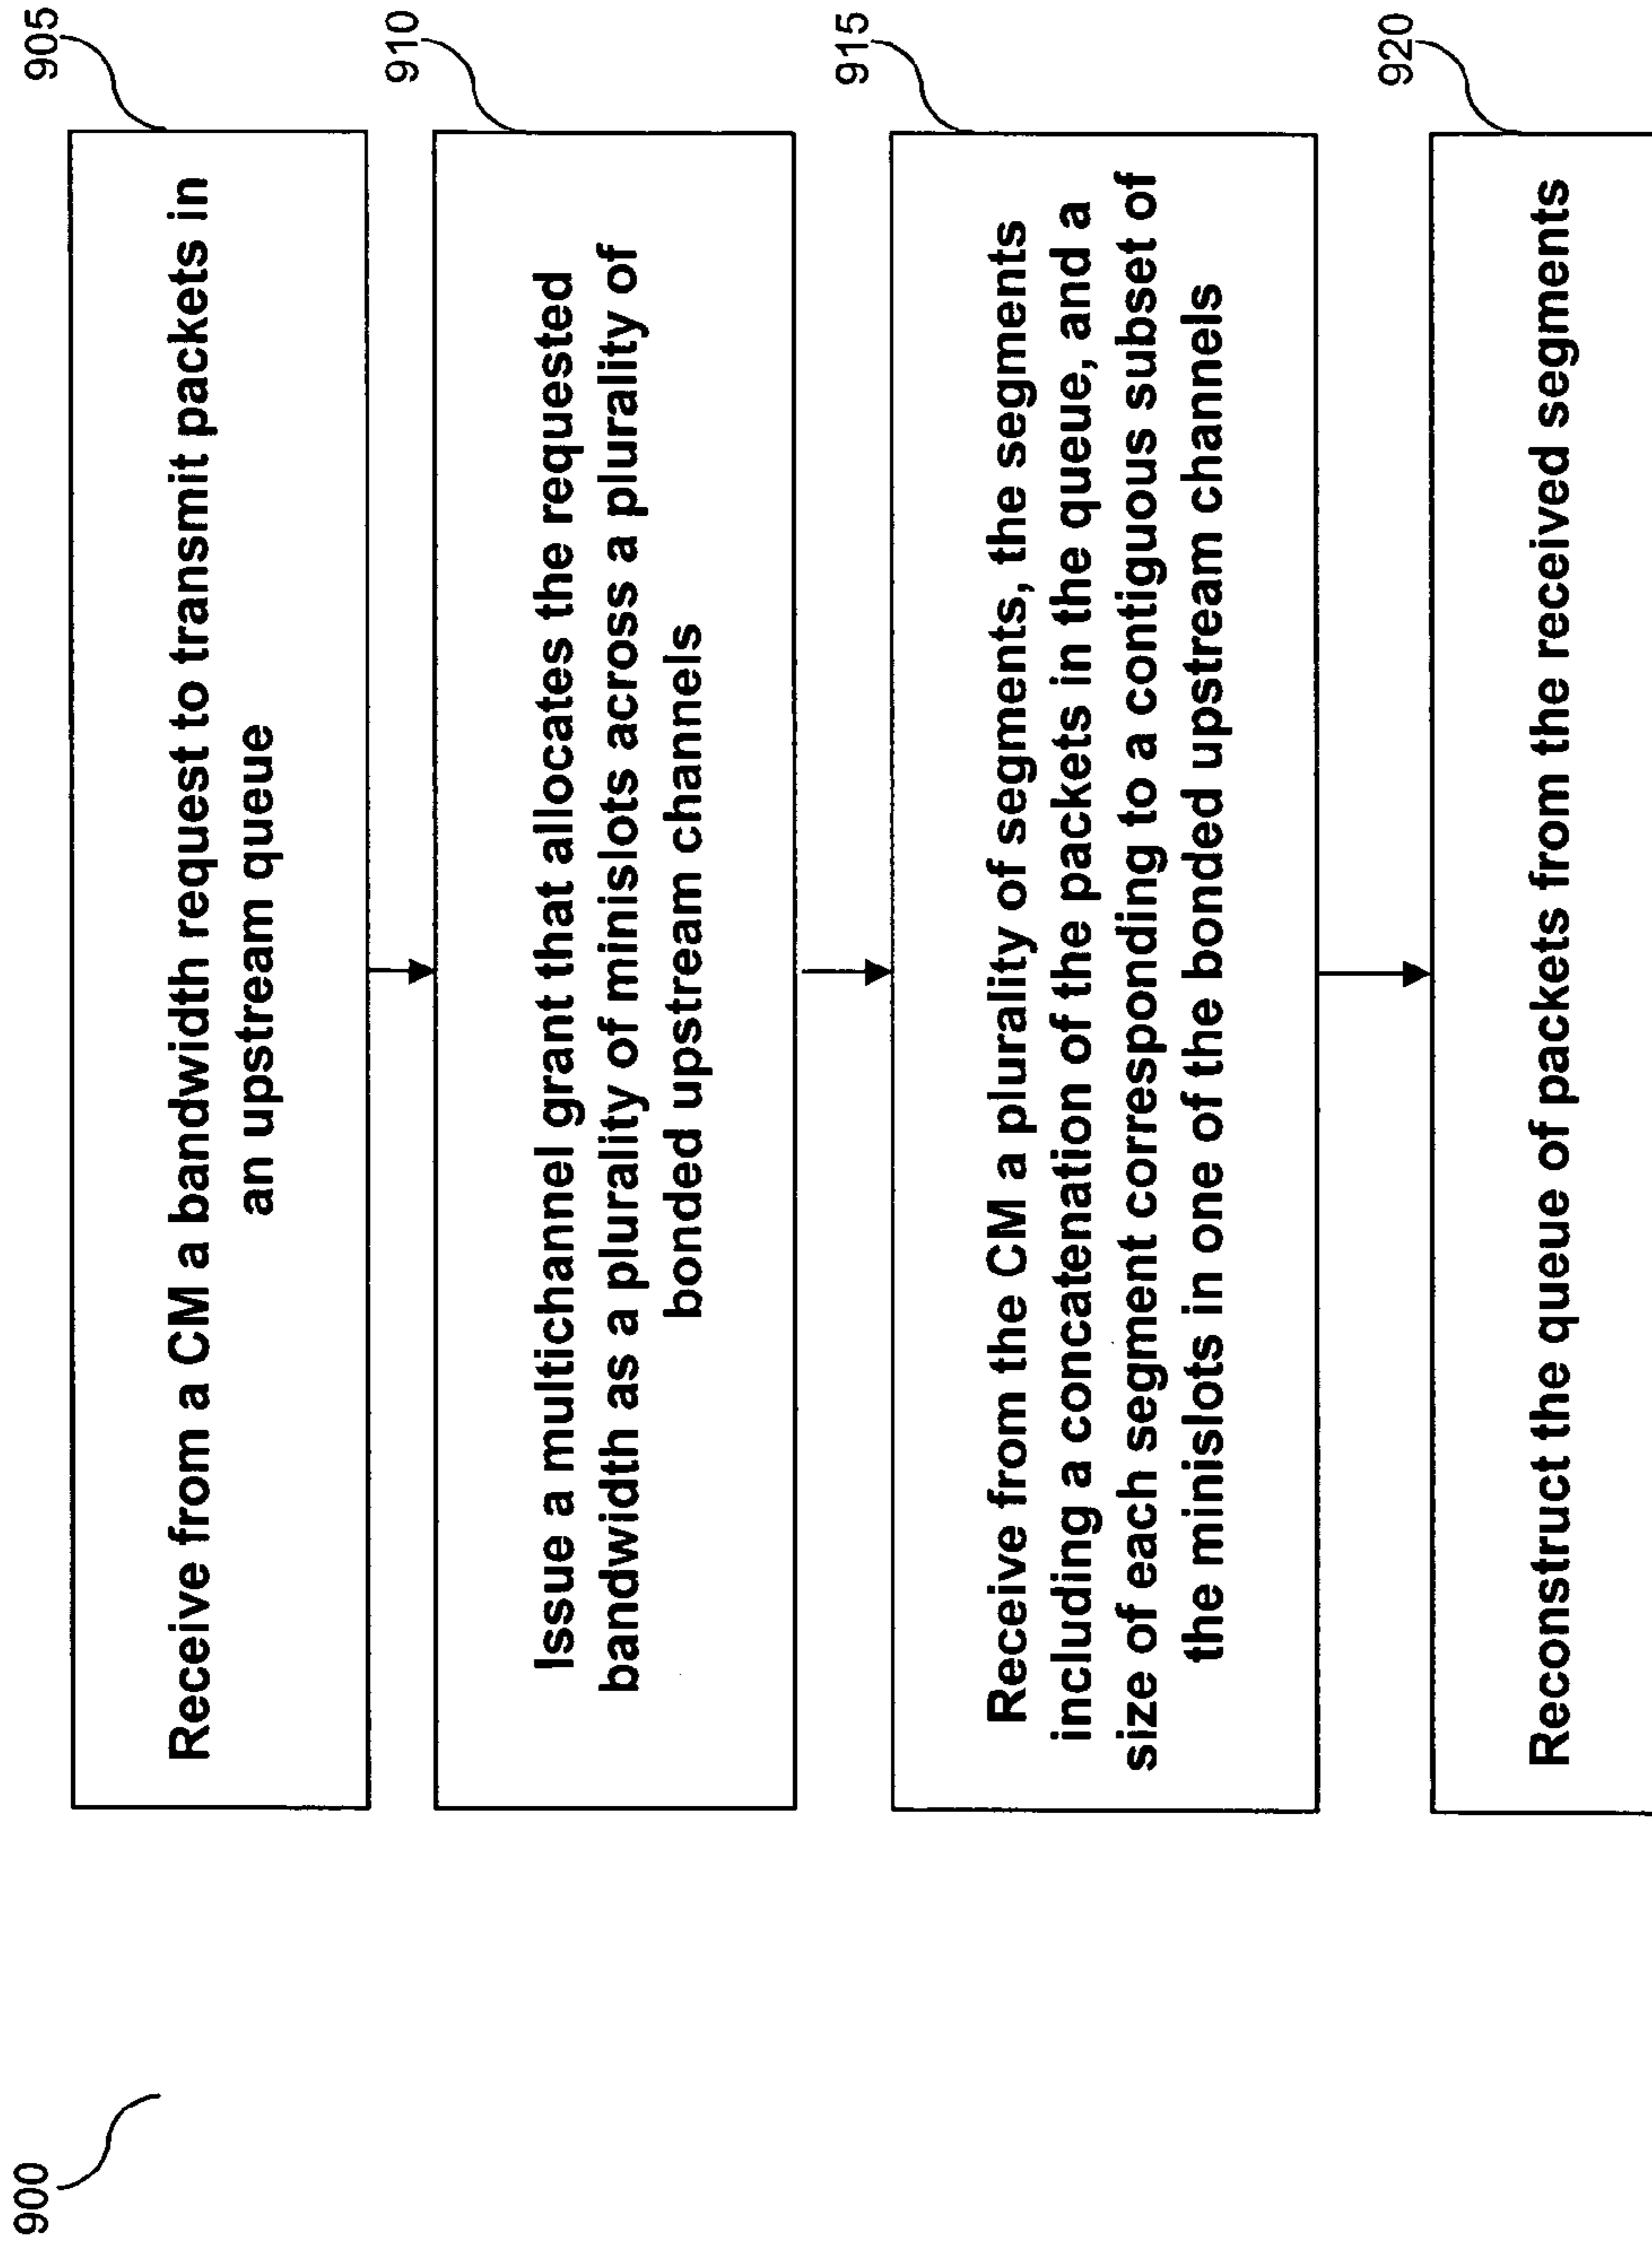 900
905
Receive from a CM a bandwidth request to transmit packets in
an upstream queue
910
Issue a multichannel grant that allocates the requested
bandwidth as a plurality of minislots across a plurality of
bonded upstream channels
915
Receive from the CM a plurality of segments, the segments
including a concatenation of the packets in the queue, and a
size of each segment corresponding to a contiguous subset of
the minislots in one of the bonded upstream channels
920
Reconstruct the queue of packets from the received segments